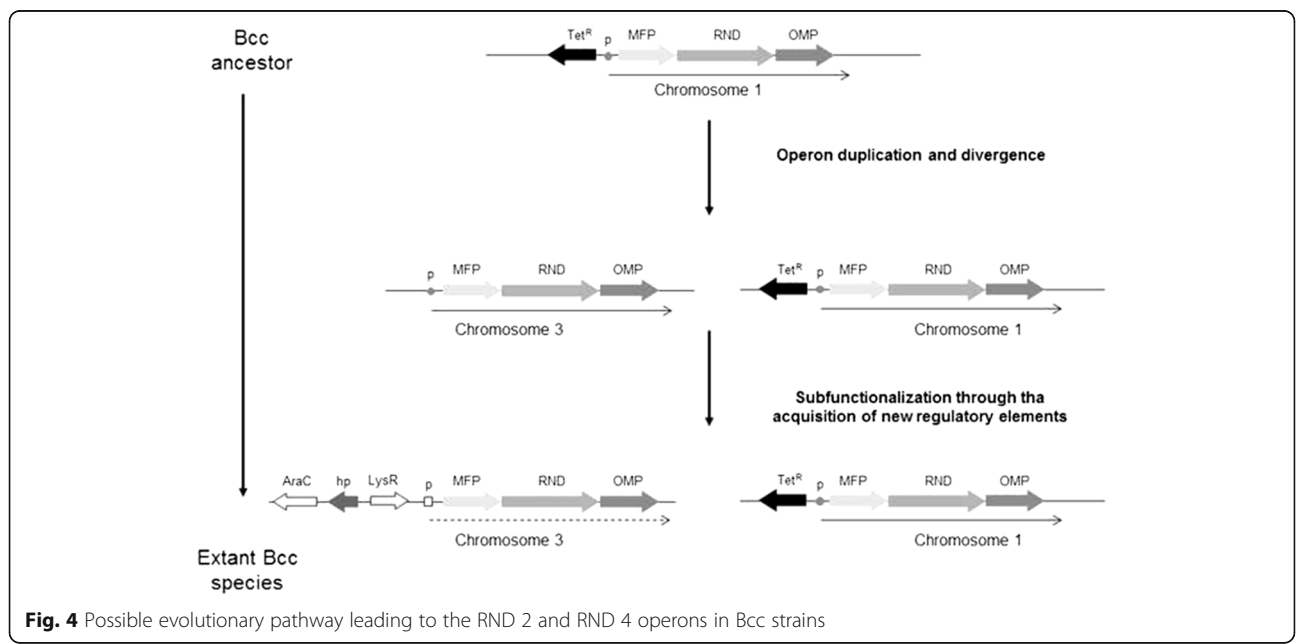 Bcc
ancestor
TetR p MFP RND OMP
Chromosome 1
Operon duplication and divergence
p MFP RND OMP
Chromosome 3
TetR p MFP RND OMP
Chromosome 1
Subfunctionalization through tha
acquisition of new regulatory elements
AraC hp LysR p MFP RND OMP
Chromosome 3
TetR p MFP RND OMP
Chromosome 1
Extant Bcc
species
Fig. 4 Possible evolutionary pathway leading to the RND 2 and RND 4 operons in Bcc strains